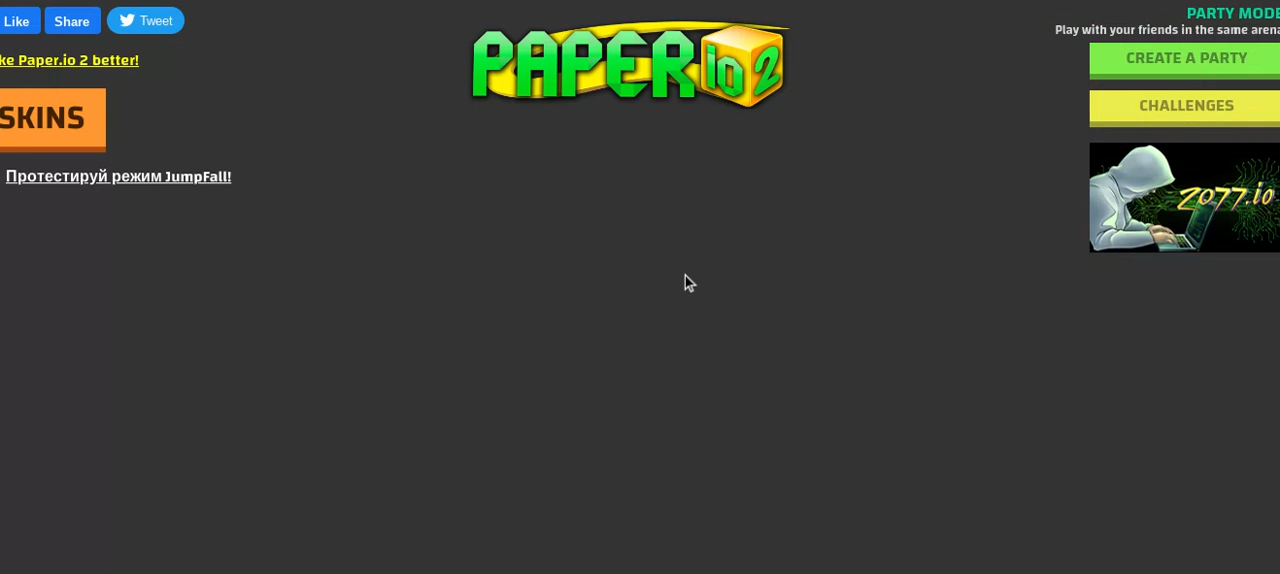 Like Share Tweet
ke Paper.io 2 better!
SKINS
Протестируй режим JumpFall!
PAPER io 2
PARTY MODE
Play with your friends in the same arena
CREATE A PARTY
CHALLENGES
2077.io